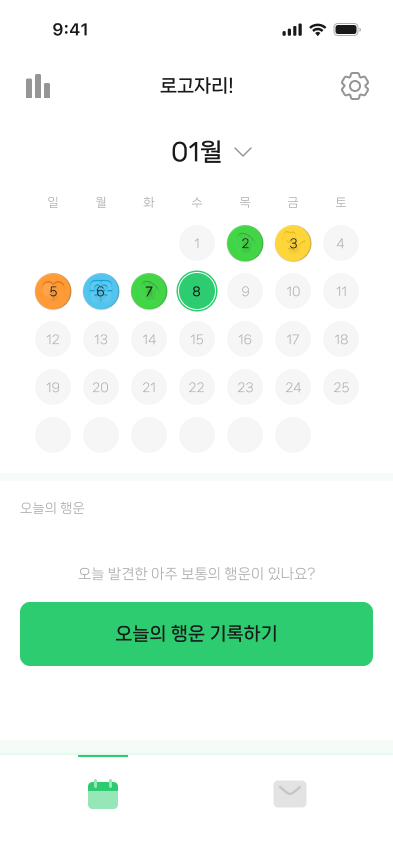 9:41
로고자리!
01월
일 월 화 수 목 금 토
1 2 3 4
5 6 7 8 9 10 11
12 13 14 15 16 17 18
19 20 21 22 23 24 25
오늘의 행운
오늘 발견한 아주 보통의 행운이 있나요?
오늘의 행운 기록하기